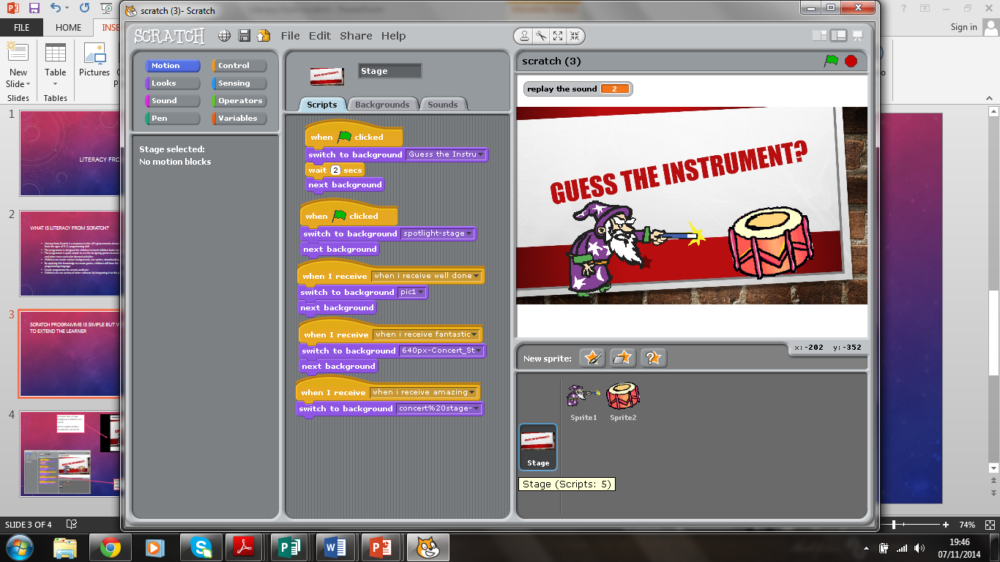 scratch (3)- Scratch
FILE
HOME
INSE
Sign in
New
Slide
Slides
Table
Tables
Pictures
SCRATCH
File Edit Share Help
Motion
Control
Looks
Sensing
Sound
Operators
Pen
Variables
Stage selected:
No motion blocks
Stage
Scripts
Backgrounds
Sounds
when clicked
switch to background Guess the Instru
wait 2 secs
next background
when clicked
switch to background spotlight-stage
next background
when I receive when i receive well done
switch to background pic1
next background
when I receive when i receive fantastic
switch to background 640px-Concert_St
next background
when I receive when i receive amazing
switch to background concert%20stage-
scratch (3)
replay the sound 2
GUESS THE INSTRUMENT?
x: -202 y: -352
New sprite:
Sprite1
Sprite2
Stage
Stage (Scripts: 5)
1
LITERACY FRO
2
WHAT IS LITERACY FROM SCRATCH?
3
SCRATCH PROGRAMME IS SIMPLE BUT
TO EXTEND THE LEARNER
4
SLIDE 3 OF 4
74%
19:46
07/11/2014